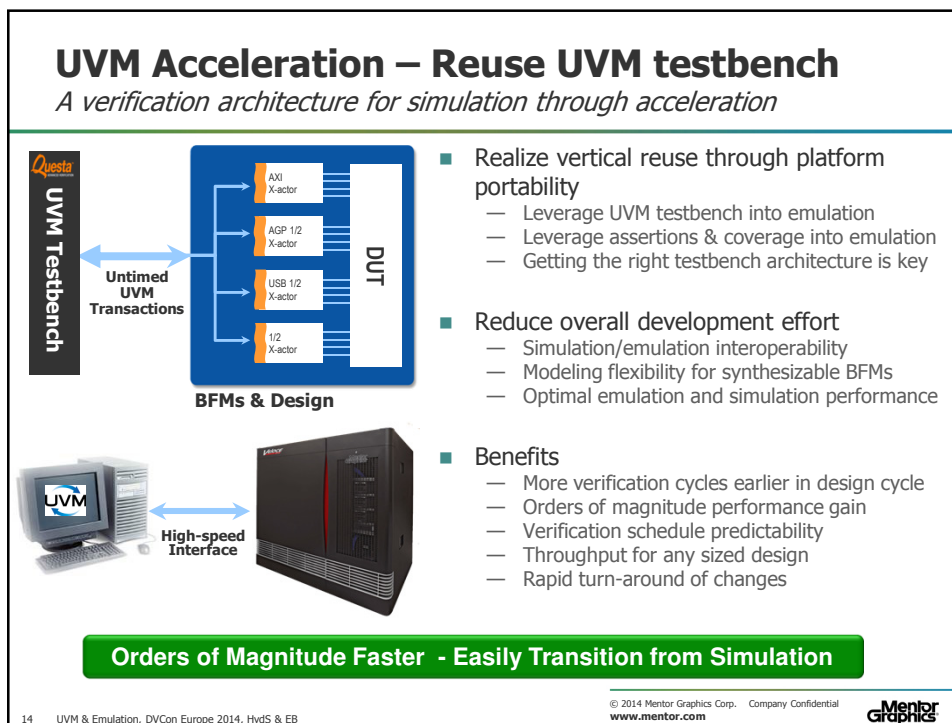 UVM Acceleration – Reuse UVM testbench
A verification architecture for simulation through acceleration
Questa
UVM Testbench
Untimed
UVM
Transactions
AXI
X-actor
AGP 1/2
X-actor
USB 1/2
X-actor
1/2
X-actor
DUT
BFMs & Design
UVM
High-speed
Interface
Veloce
■ Realize vertical reuse through platform
portability
— Leverage UVM testbench into emulation
— Leverage assertions & coverage into emulation
— Getting the right testbench architecture is key
■ Reduce overall development effort
— Simulation/emulation interoperability
— Modeling flexibility for synthesizable BFMs
— Optimal emulation and simulation performance
■ Benefits
— More verification cycles earlier in design cycle
— Orders of magnitude performance gain
— Verification schedule predictability
— Throughput for any sized design
— Rapid turn-around of changes
Orders of Magnitude Faster - Easily Transition from Simulation
14 UVM & Emulation, DVCon Europe 2014, HvdS & EB
© 2014 Mentor Graphics Corp. Company Confidential
www.mentor.com
Mentor
Graphics